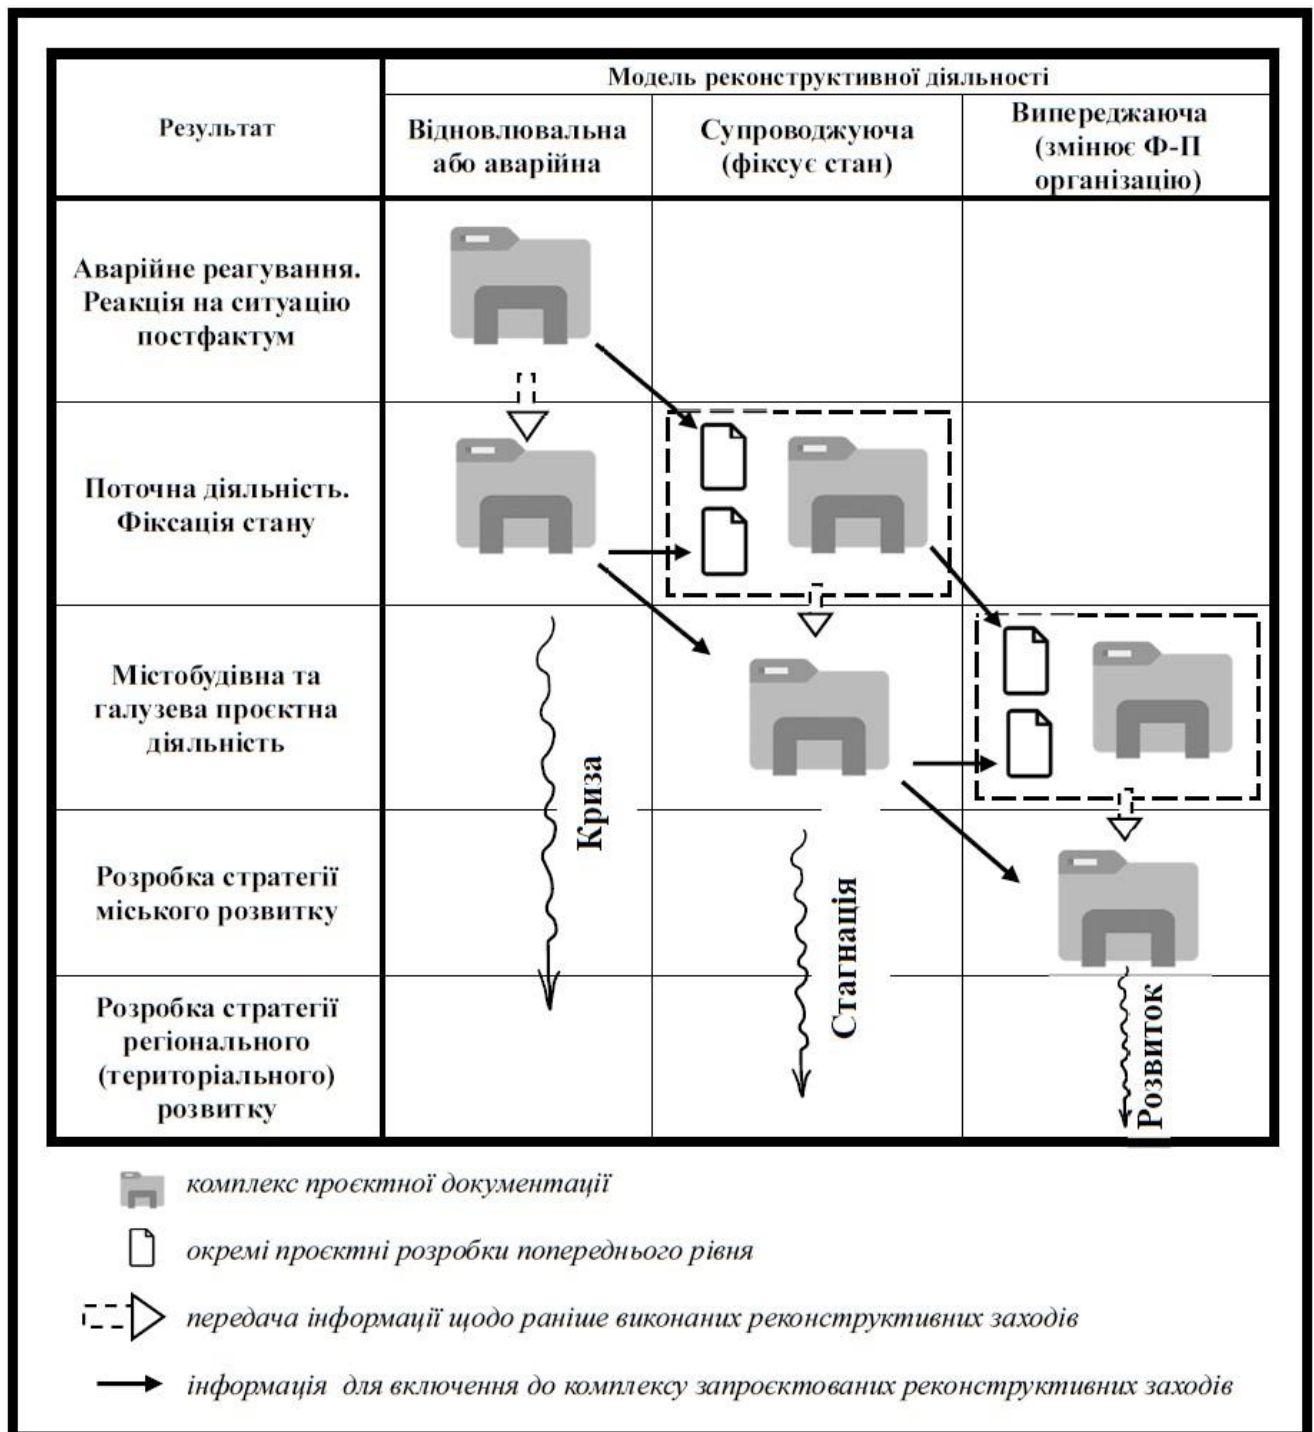 Модель реконструктивної діяльності
Результат
Відновлювальна
або аварійна
Супроводжуюча
(фіксує стан)
Випереджаюча
(змінює Ф-П
організацію)
Аварійне реагування.
Реакція на ситуацію
постфактум
Поточна діяльність.
Фіксація стану
Містобудівна та
галузева проєктна
діяльність
Розробка стратегії
міського розвитку
Розробка стратегії
регіонального
(територіального)
розвитку
Криза
Стагнація
Розвиток
комплекс проєктної документації
окремі проєктні розробки попереднього рівня
передача інформації щодо раніше виконаних реконструктивних заходів
інформація для включення до комплексу запроєктованих реконструктивних заходів